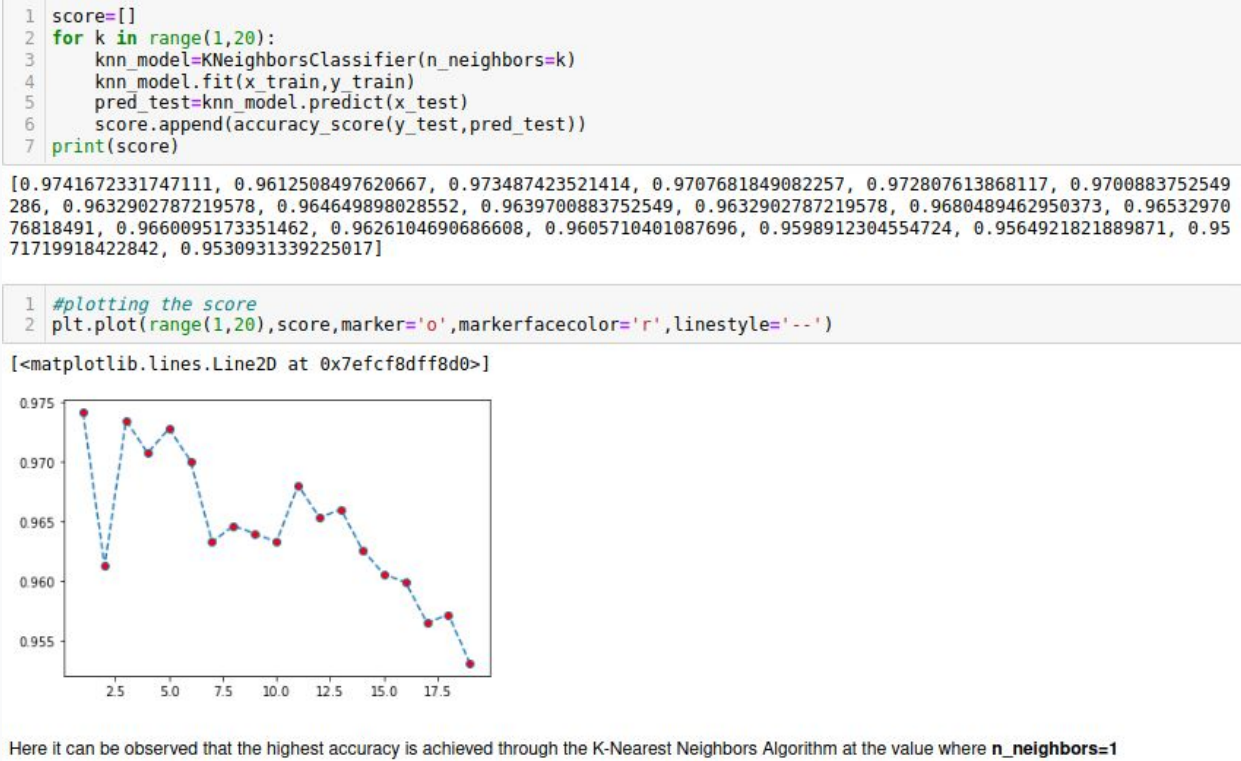 1 score=[]
2 for k in range(1,20):
3     knn_model=KNeighborsClassifier(n_neighbors=k)
4     knn_model.fit(x_train,y_train)
5     pred_test=knn_model.predict(x_test)
6     score.append(accuracy_score(y_test,pred_test))
7 print(score)
[0.9741672331747111, 0.9612508497620667, 0.973487423521414, 0.9707681849082257, 0.972807613868117, 0.9700883752549
286, 0.9632902787219578, 0.964649898028552, 0.9639700883752549, 0.9632902787219578, 0.9680489462950373, 0.96532970
76818491, 0.9660095173351462, 0.9626104690686608, 0.9605710401087696, 0.9598912304554724, 0.9564921821889871, 0.95
71719918422842, 0.9530931339225017]
1 #plotting the score
2 plt.plot(range(1,20),score,marker='o',markerfacecolor='r',linestyle='--')
[<matplotlib.lines.Line2D at 0x7efcf8dff8d0>]
0.975
0.970
0.965
0.960
0.955
2.5 5.0 7.5 10.0 12.5 15.0 17.5
Here it can be observed that the highest accuracy is achieved through the K-Nearest Neighbors Algorithm at the value where n_neighbors=1